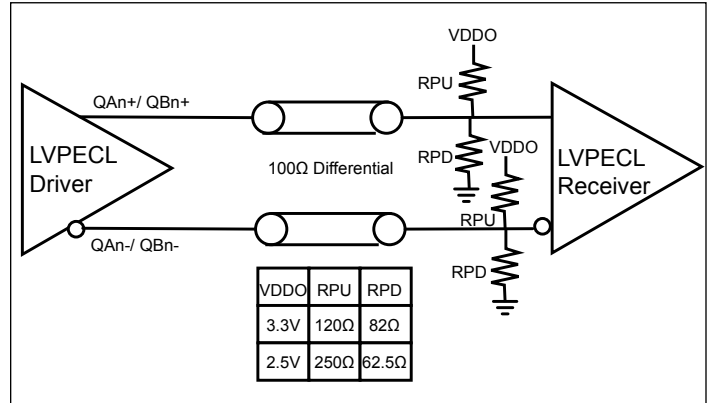 VDDO
RPU
QAn+/ QBn+
RPD
VDDO
LVPECL
Driver
100Ω Differential
LVPECL
Receiver
RPU
QAn-/ QBn-
RPD
VDDO RPU RPD
3.3V 120Ω 82Ω
2.5V 250Ω 62.5Ω